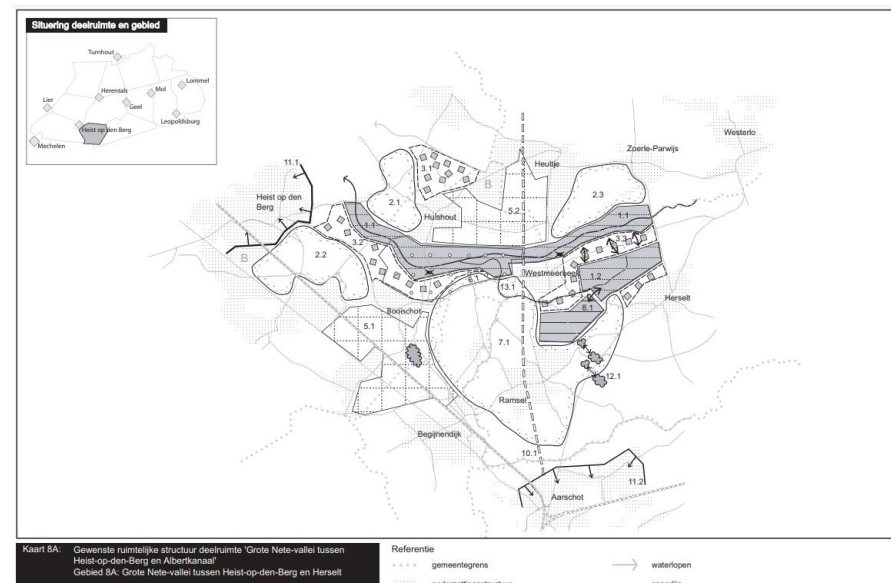 Situering deelruimte en gebied
Turnhout
Lommel
Mol
Herentals
Lier
Geel
Leopoldsburg
Heist op den Berg
Mechelen
Westerlo
Zoerle-Parwijs
Heultje
11.1
3.1
B
Heist op den
Berg
2.1
2.3
5.2
Hulshout
1.1
1.1
3.2
2.2
B
Westmeerbeek
1.2
6.1
13.1
Herselt
8.1
Booischot
5.1
7.1
12.1
Ramsel
Begijnendijk
10.1
11.2
Aarschot
Kaart 8A: Gewenste ruimtelijke structuur deelruimte 'Grote Nete-vallei tussen
Heist-op-den-Berg en Albertkanaal'
Gebied 8A: Grote Nete-vallei tussen Heist-op-den-Berg en Herselt
Referentie
gemeentegrens
waterlopen